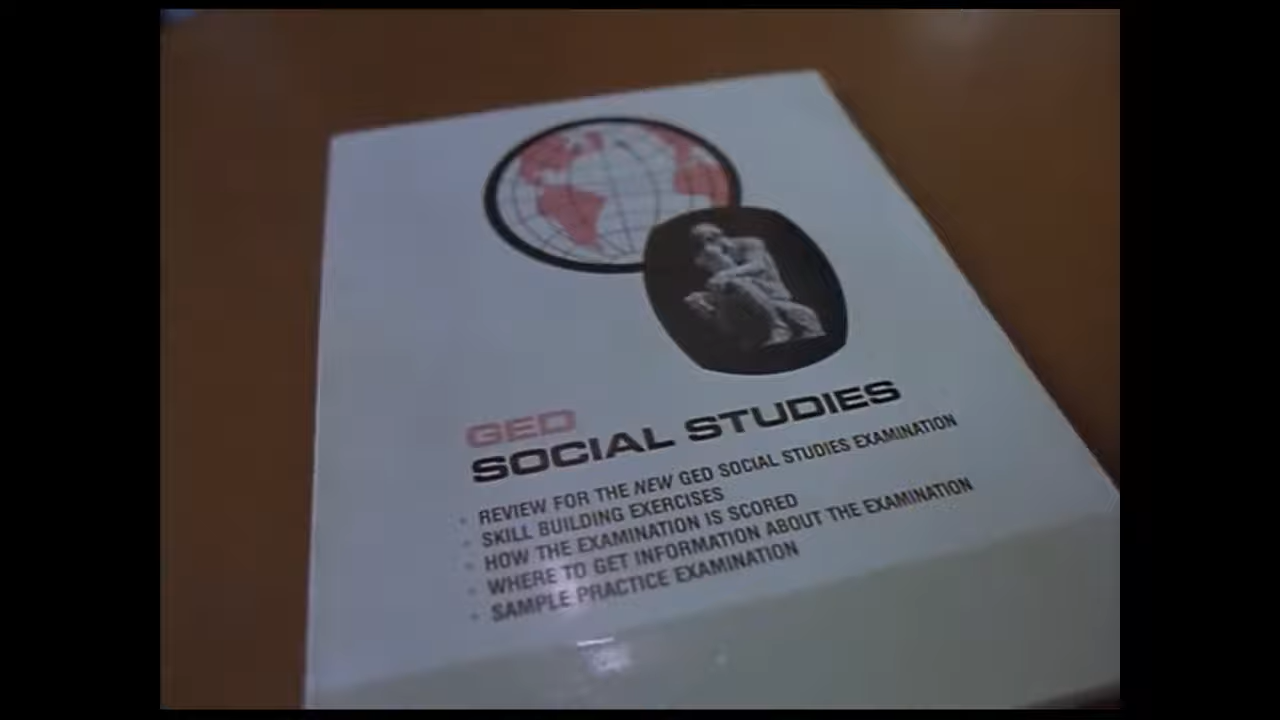 GED
SOCIAL STUDIES
• REVIEW FOR THE NEW GED SOCIAL STUDIES EXAMINATION
• SKILL BUILDING EXERCISES
• HOW THE EXAMINATION IS SCORED
• WHERE TO GET INFORMATION ABOUT THE EXAMINATION
• SAMPLE PRACTICE EXAMINATION